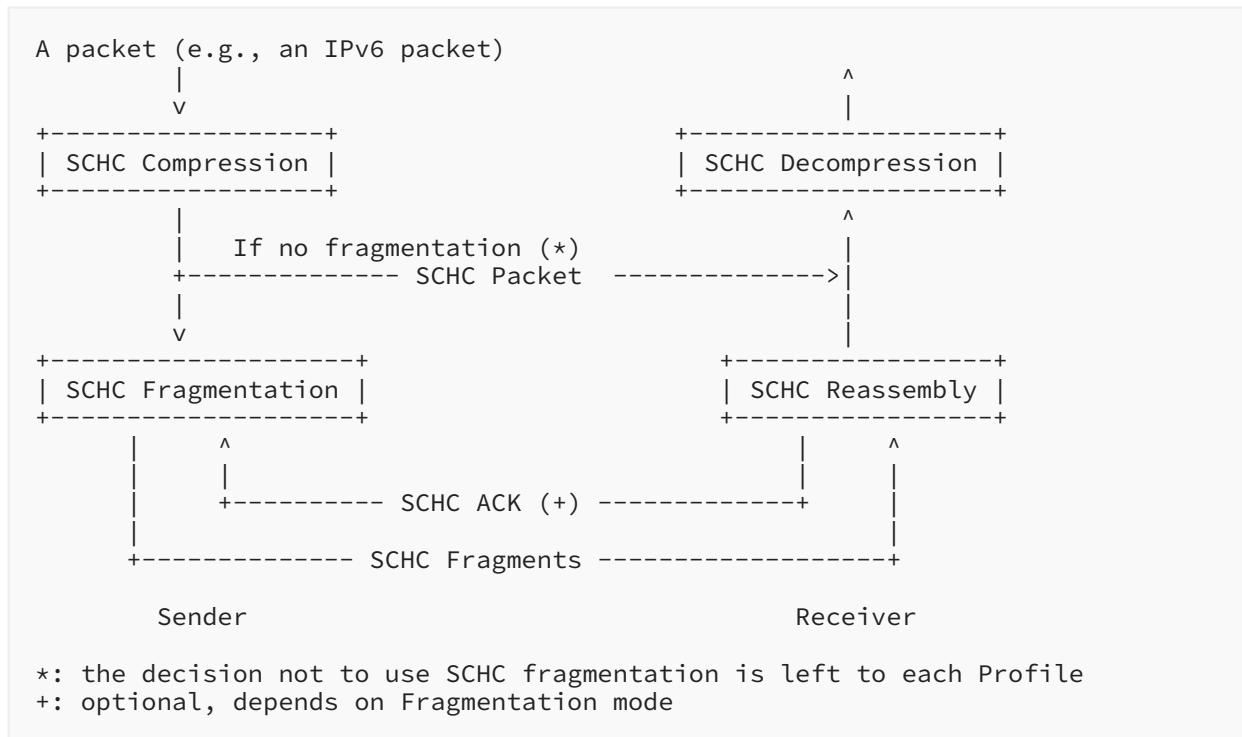 A packet (e.g., an IPv6 packet)
         |                                           ^
         v                                           |
+-------------------+                      +---------------------+
| SCHC Compression |                      | SCHC Decompression |
+-------------------+                      +---------------------+
         |                                           ^
         |   If no fragmentation (*)                 |
         +-------------- SCHC Packet  -------------->|
         |                                           |
         v                                           |
+---------------------+                       +------------------+
| SCHC Fragmentation |                       | SCHC Reassembly |
+---------------------+                       +------------------+
      |     ^                                     |     ^
      |     |                                     |     |
      |     +---------- SCHC ACK (+) -------------+     |
      |                                                 |
      +-------------- SCHC Fragments -------------------+
        Sender                                    Receiver
*: the decision not to use SCHC fragmentation is left to each Profile
+: optional, depends on Fragmentation mode